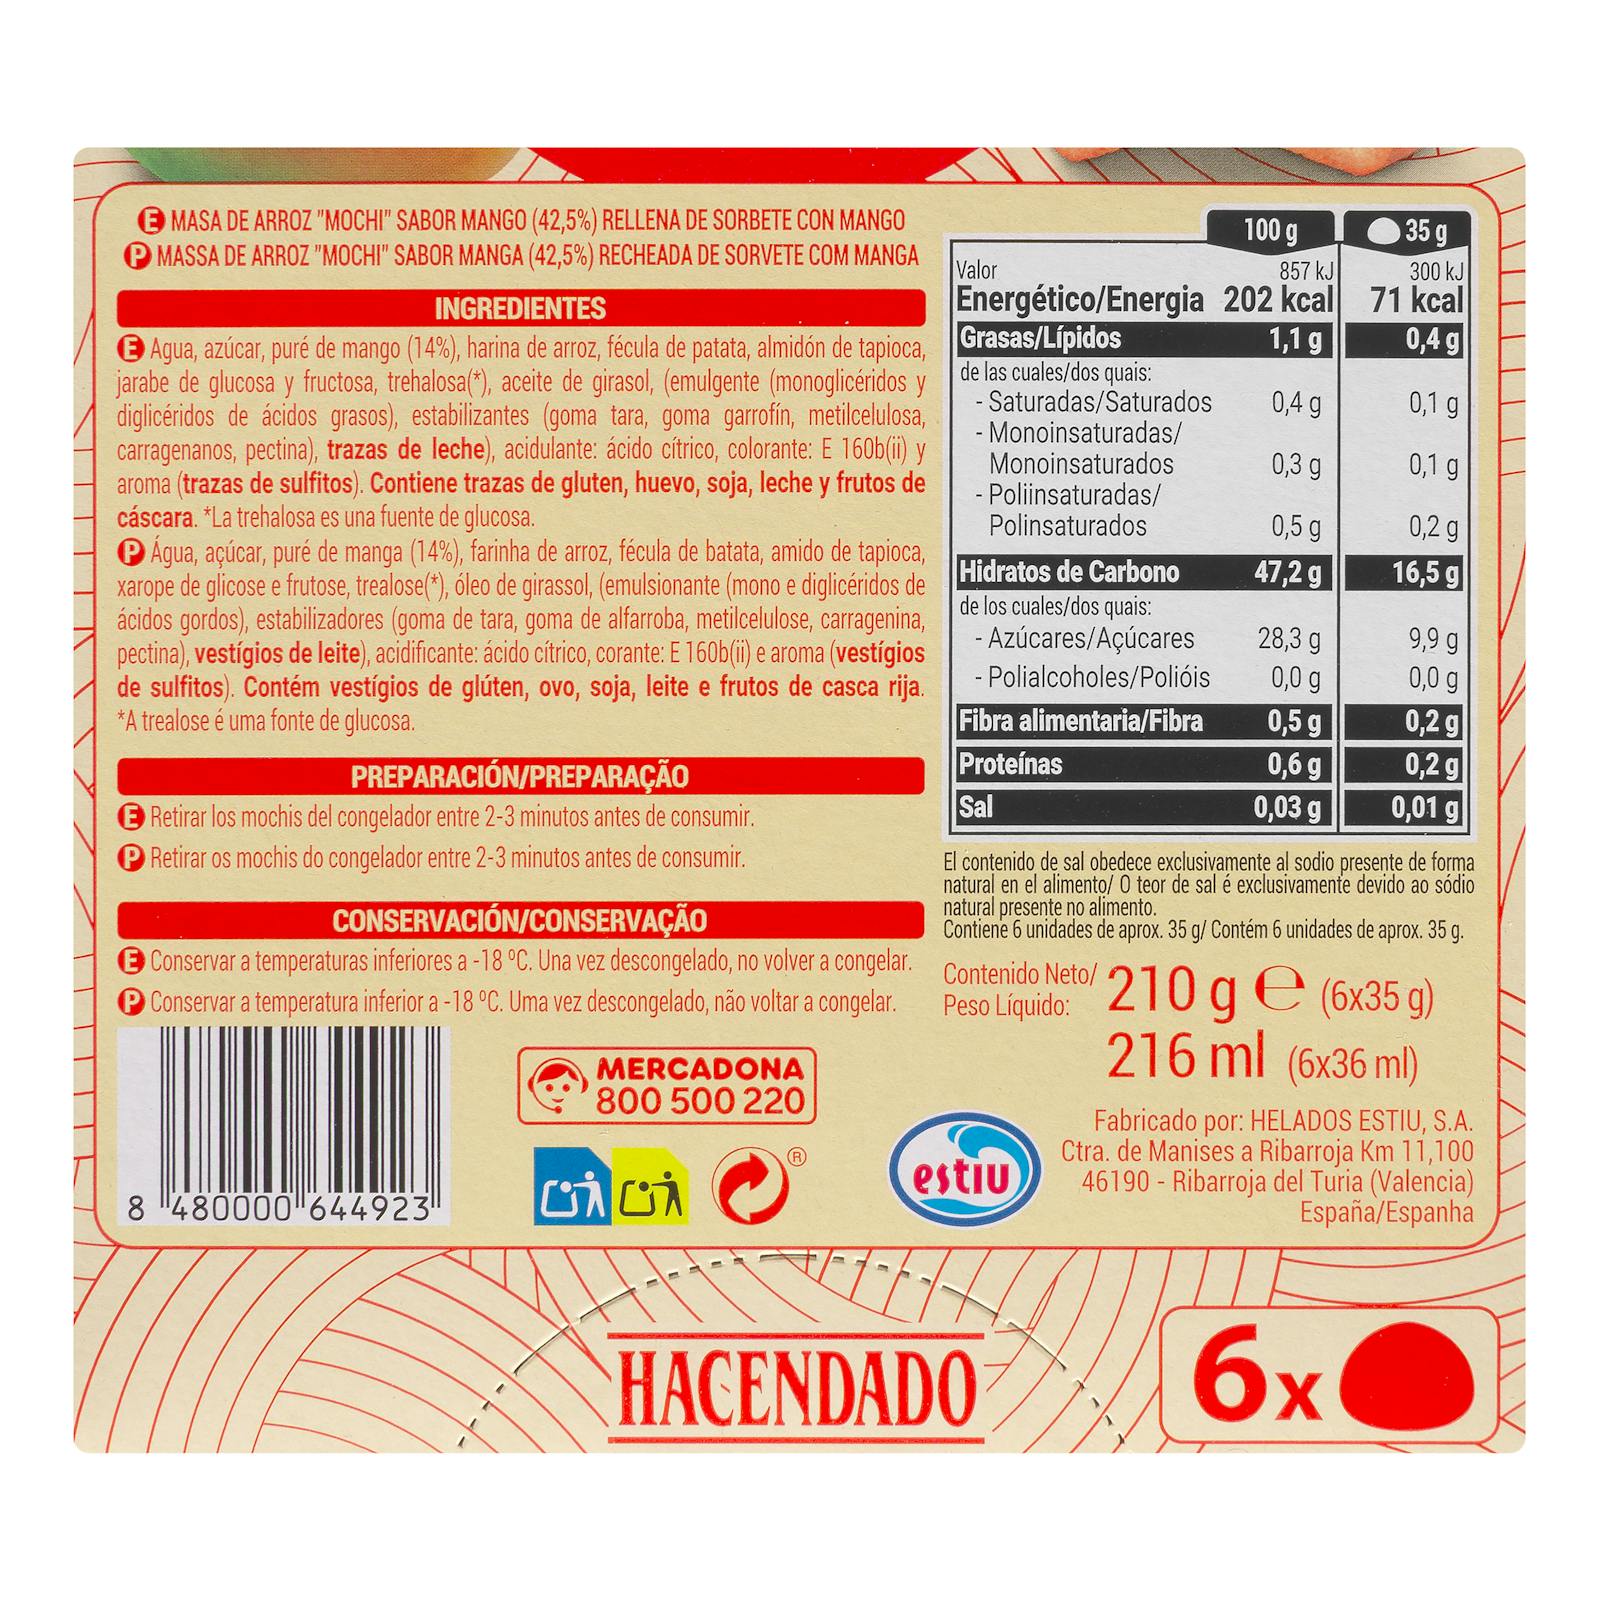 E MASA DE ARROZ "MOCHI" SABOR MANGO (42,5%) RELLENA DE SORBETE CON MANGO
P MASSA DE ARROZ "MOCHI" SABOR MANGA (42,5%) RECHEADA DE SORVETE COM MANGA
INGREDIENTES
E Agua, azúcar, puré de mango (14%), harina de arroz, fécula de patata, almidón de tapioca,
jarabe de glucosa y fructosa, trehalosa(*), aceite de girasol, (emulgente (monoglicéridos y
diglicéridos de ácidos grasos), estabilizantes (goma tara, goma garrofín, metilcelulosa,
carragenanos, pectina), trazas de leche), acidulante: ácido cítrico, colorante: E 160b(ii) y
aroma (trazas de sulfitos). Contiene trazas de gluten, huevo, soja, leche y frutos de
cáscara. *La trehalosa es una fuente de glucosa.
P Água, açúcar, puré de manga (14%), farinha de arroz, fécula de batata, amido de tapioca,
xarope de glicose e frutose, trealose(*), óleo de girassol, (emulsionante (mono e diglicéridos de
ácidos gordos), estabilizadores (goma de tara, goma de alfarroba, metilcelulose, carragenina,
pectina), vestígios de leite), acidificante: ácido cítrico, corante: E 160b(ii) e aroma (vestígios
de sulfitos). Contém vestígios de glúten, ovo, soja, leite e frutos de casca rija.
*A trealose é uma fonte de glucosa.
PREPARACIÓN/PREPARAÇÃO
E Retirar los mochis del congelador entre 2-3 minutos antes de consumir.
P Retirar os mochis do congelador entre 2-3 minutos antes de consumir.
CONSERVACIÓN/CONSERVAÇÃO
E Conservar a temperaturas inferiores a -18 ºC. Una vez descongelado, no volver a congelar.
P Conservar a temperatura inferior a -18 ºC. Uma vez descongelado, não voltar a congelar.
8 480000 644923
MERCADONA
800 500 220
®
100 g 35 g
Valor 857 kJ 300 kJ
Energético/Energia 202 kcal 71 kcal
Grasas/Lípidos 1,1 g 0,4 g
de las cuales/dos quais:
- Saturadas/Saturados 0,4 g 0,1 g
- Monoinsaturadas/
Monoinsaturados 0,3 g 0,1 g
- Poliinsaturadas/
Polinsaturados 0,5 g 0,2 g
Hidratos de Carbono 47,2 g 16,5 g
de los cuales/dos quais:
- Azúcares/Açúcares 28,3 g 9,9 g
- Polialcoholes/Polióis 0,0 g 0,0 g
Fibra alimentaria/Fibra 0,5 g 0,2 g
Proteínas 0,6 g 0,2 g
Sal 0,03 g 0,01 g
El contenido de sal obedece exclusivamente al sodio presente de forma
natural en el alimento/ O teor de sal é exclusivamente devido ao sódio
natural presente no alimento.
Contiene 6 unidades de aprox. 35 g/ Contém 6 unidades de aprox. 35 g.
Contenido Neto/
Peso Líquido: 210 g ℮ (6x35 g)
216 ml (6x36 ml)
estiu
Fabricado por: HELADOS ESTIU, S.A.
Ctra. de Manises a Ribarroja Km 11,100
46190 - Ribarroja del Turia (Valencia)
España/Espanha
HACENDADO
6x